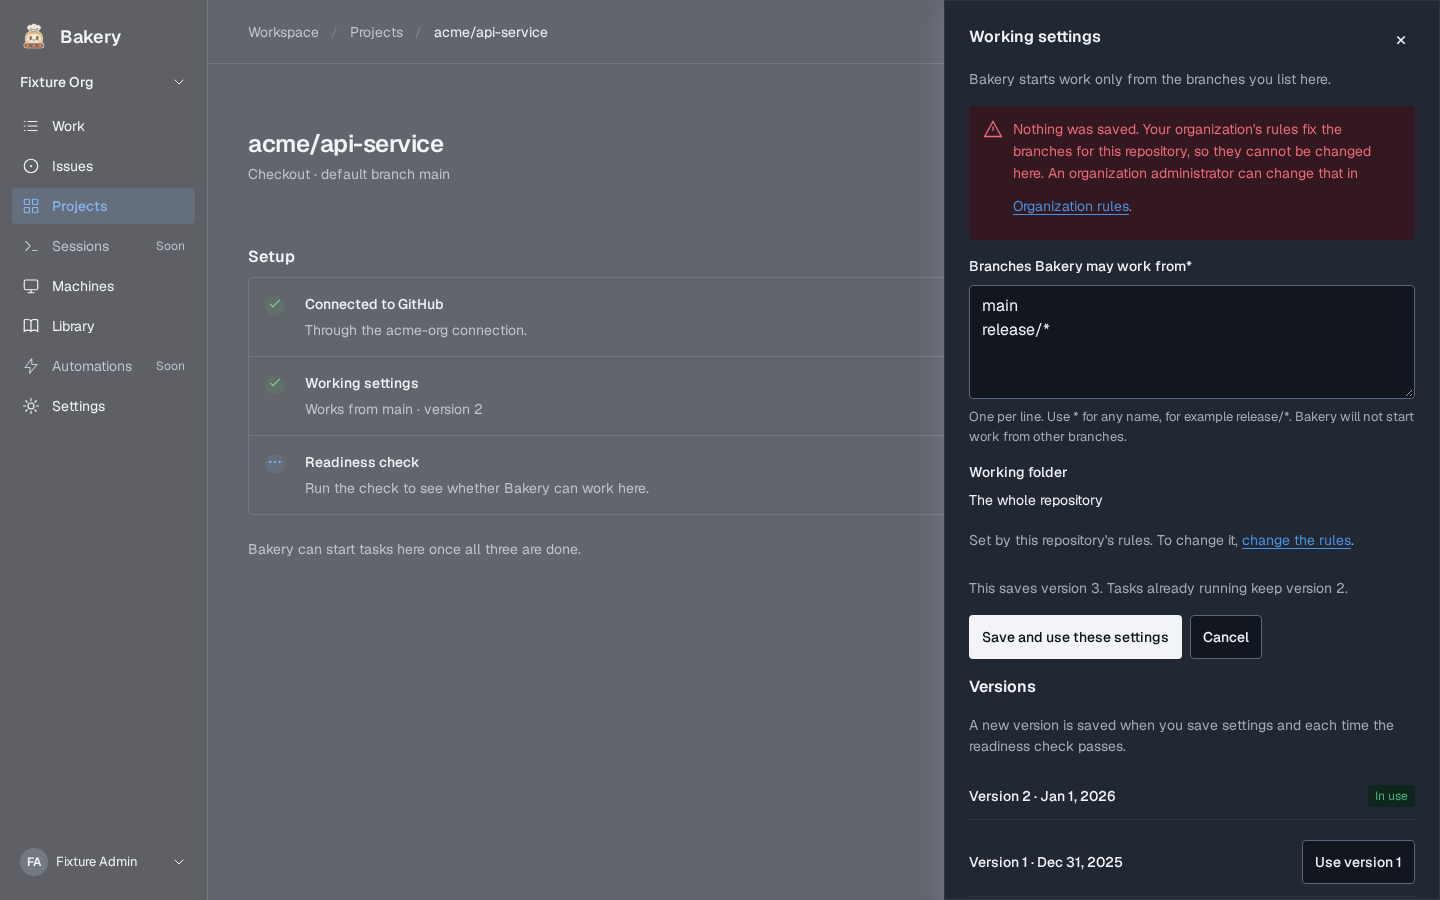 Bakery
Fixture Org
Work
Issues
Projects
Sessions Soon
Machines
Library
Automations Soon
Settings
FA Fixture Admin
Workspace / Projects / acme/api-service
acme/api-service
Checkout · default branch main
Setup
Connected to GitHub
Through the acme-org connection.
Working settings
Works from main · version 2
Readiness check
Run the check to see whether Bakery can work here.
Bakery can start tasks here once all three are done.
Working settings
Bakery starts work only from the branches you list here.
Nothing was saved. Your organization's rules fix the
branches for this repository, so they cannot be changed
here. An organization administrator can change that in
Organization rules.
Branches Bakery may work from*
main
release/*
One per line. Use * for any name, for example release/*. Bakery will not start
work from other branches.
Working folder
The whole repository
Set by this repository's rules. To change it, change the rules.
This saves version 3. Tasks already running keep version 2.
Save and use these settings Cancel
Versions
A new version is saved when you save settings and each time the
readiness check passes.
Version 2 · Jan 1, 2026 In use
Version 1 · Dec 31, 2025 Use version 1